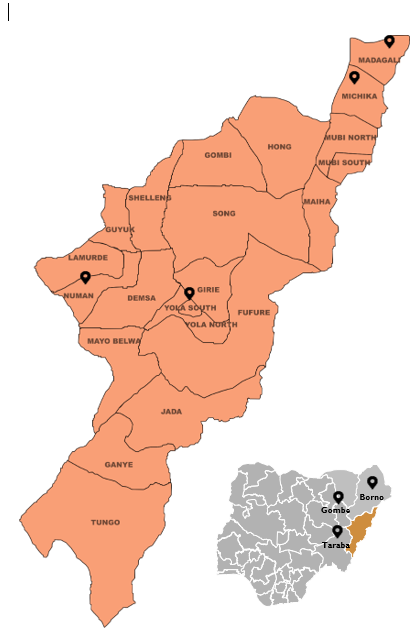 MADAGALI
MICHIKA
MUBI NORTH
HONG
GOMBI
MUBI SOUTH
SHELLENG
MAIHA
SONG
GUYUK
LAMURDE
GIRIE
NUMAN
DEMSA
YOLA SOUTH
FUFURE
YOLA NORTH
MAYO BELWA
JADA
GANYE
TUNGO
Borno
Gombe
Taraba